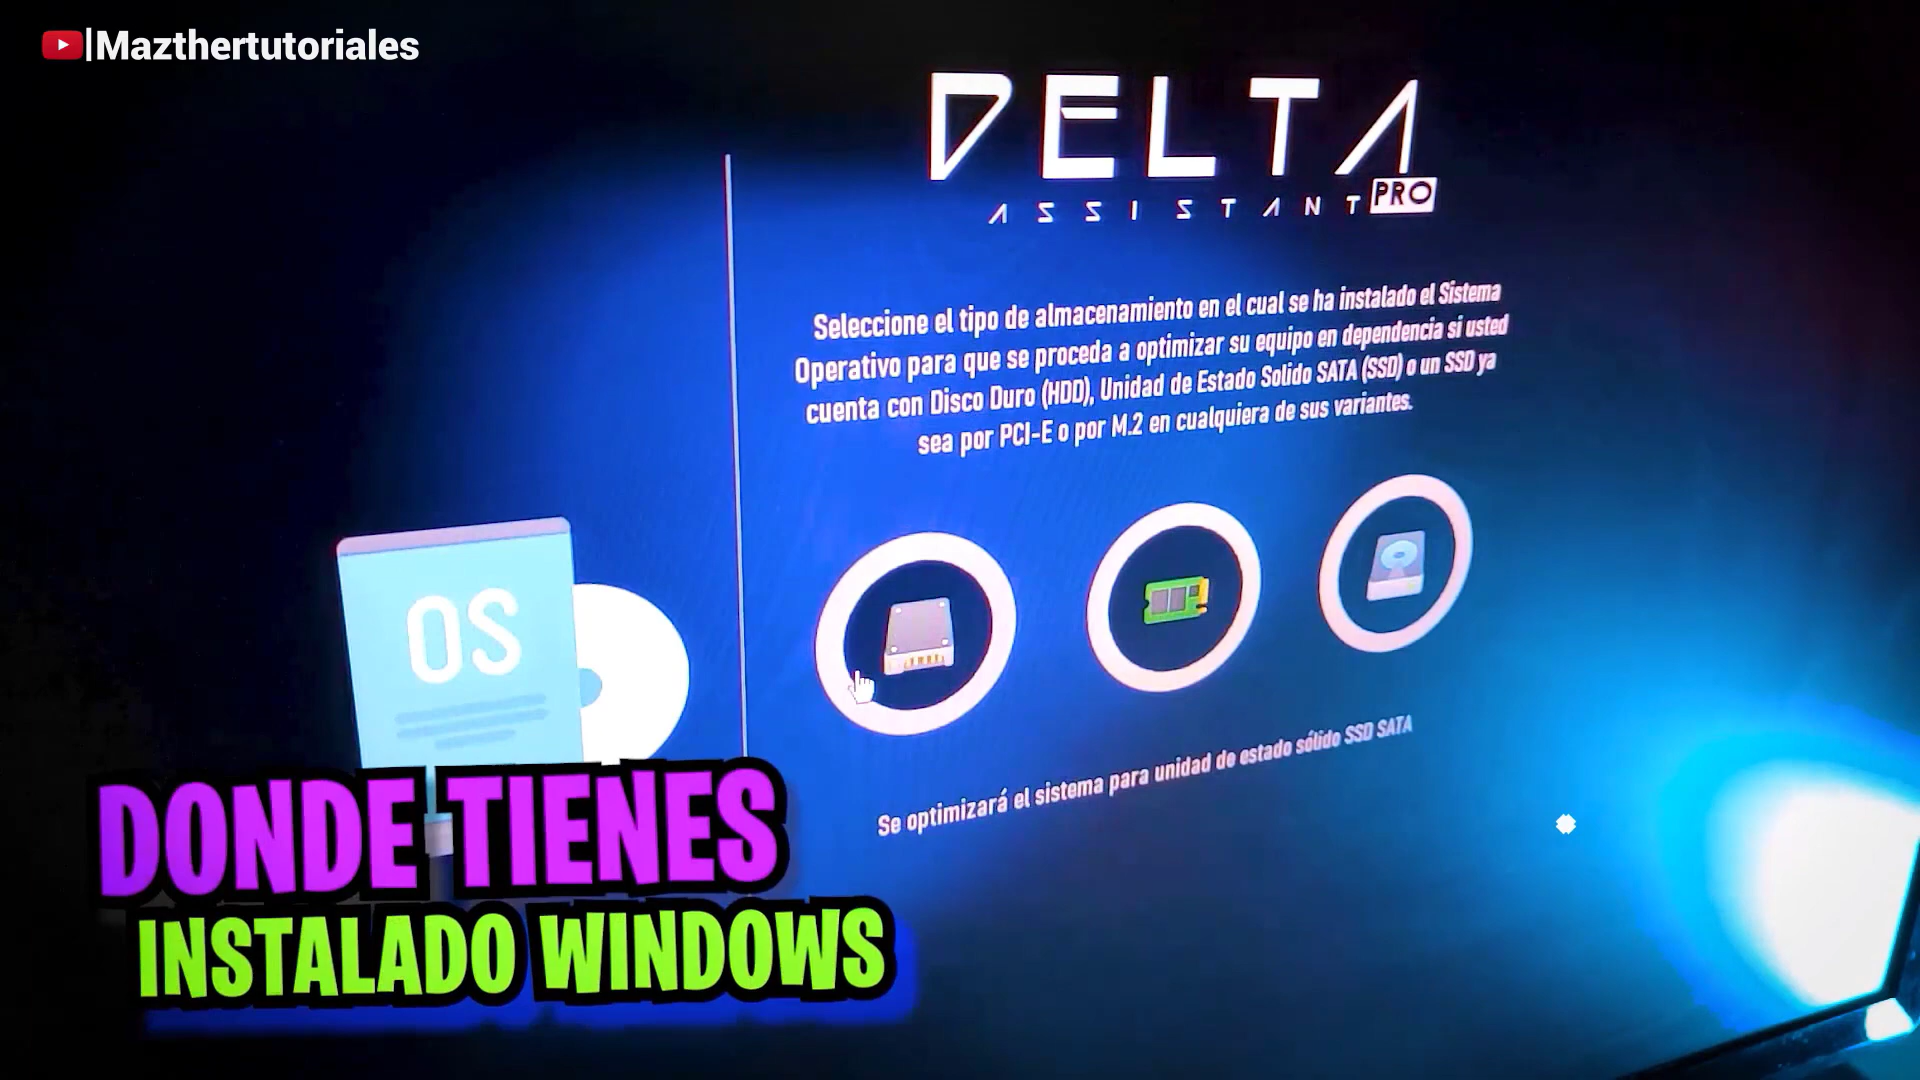 |Mazthertutoriales
DELTA
ASSISTANT PRO
Seleccione el tipo de almacenamiento en el cual se ha instalado el Sistema
Operativo para que se proceda a optimizar su equipo en dependencia si usted
cuenta con Disco Duro (HDD), Unidad de Estado Solido SATA (SSD) o un SSD ya
sea por PCI-E o por M.2 en cualquiera de sus variantes.
OS
Se optimizará el sistema para unidad de estado sólido SSD SATA
DONDE TIENES
INSTALADO WINDOWS